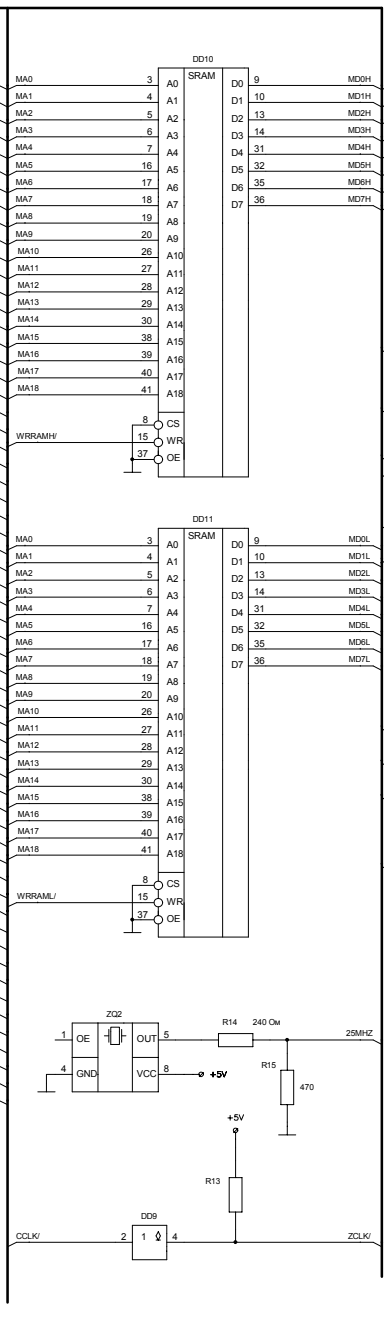 DD10
SRAM
MA0 3 A0 D0 9 MD0H
MA1 4 A1 D1 10 MD1H
MA2 5 A2 D2 13 MD2H
MA3 6 A3 D3 14 MD3H
MA4 7 A4 D4 31 MD4H
MA5 16 A5 D5 32 MD5H
MA6 17 A6 D6 35 MD6H
MA7 18 A7 D7 36 MD7H
MA8 19 A8
MA9 20 A9
MA10 26 A10
MA11 27 A11
MA12 28 A12
MA13 29 A13
MA14 30 A14
MA15 38 A15
MA16 39 A16
MA17 40 A17
MA18 41 A18
8 CS
WRRAMH/ 15 WR
37 OE
DD11
SRAM
MA0 3 A0 D0 9 MD0L
MA1 4 A1 D1 10 MD1L
MA2 5 A2 D2 13 MD2L
MA3 6 A3 D3 14 MD3L
MA4 7 A4 D4 31 MD4L
MA5 16 A5 D5 32 MD5L
MA6 17 A6 D6 35 MD6L
MA7 18 A7 D7 36 MD7L
MA8 19 A8
MA9 20 A9
MA10 26 A10
MA11 27 A11
MA12 28 A12
MA13 29 A13
MA14 30 A14
MA15 38 A15
MA16 39 A16
MA17 40 A17
MA18 41 A18
8 CS
WRRAML/ 15 WR
37 OE
ZQ2
R14 240 Ом
1 OE OUT 5 25MHZ
4 GND VCC 8 +5V
R15
470
+5V
R13
DD9
CCLK/ 2 1 4 ZCLK/